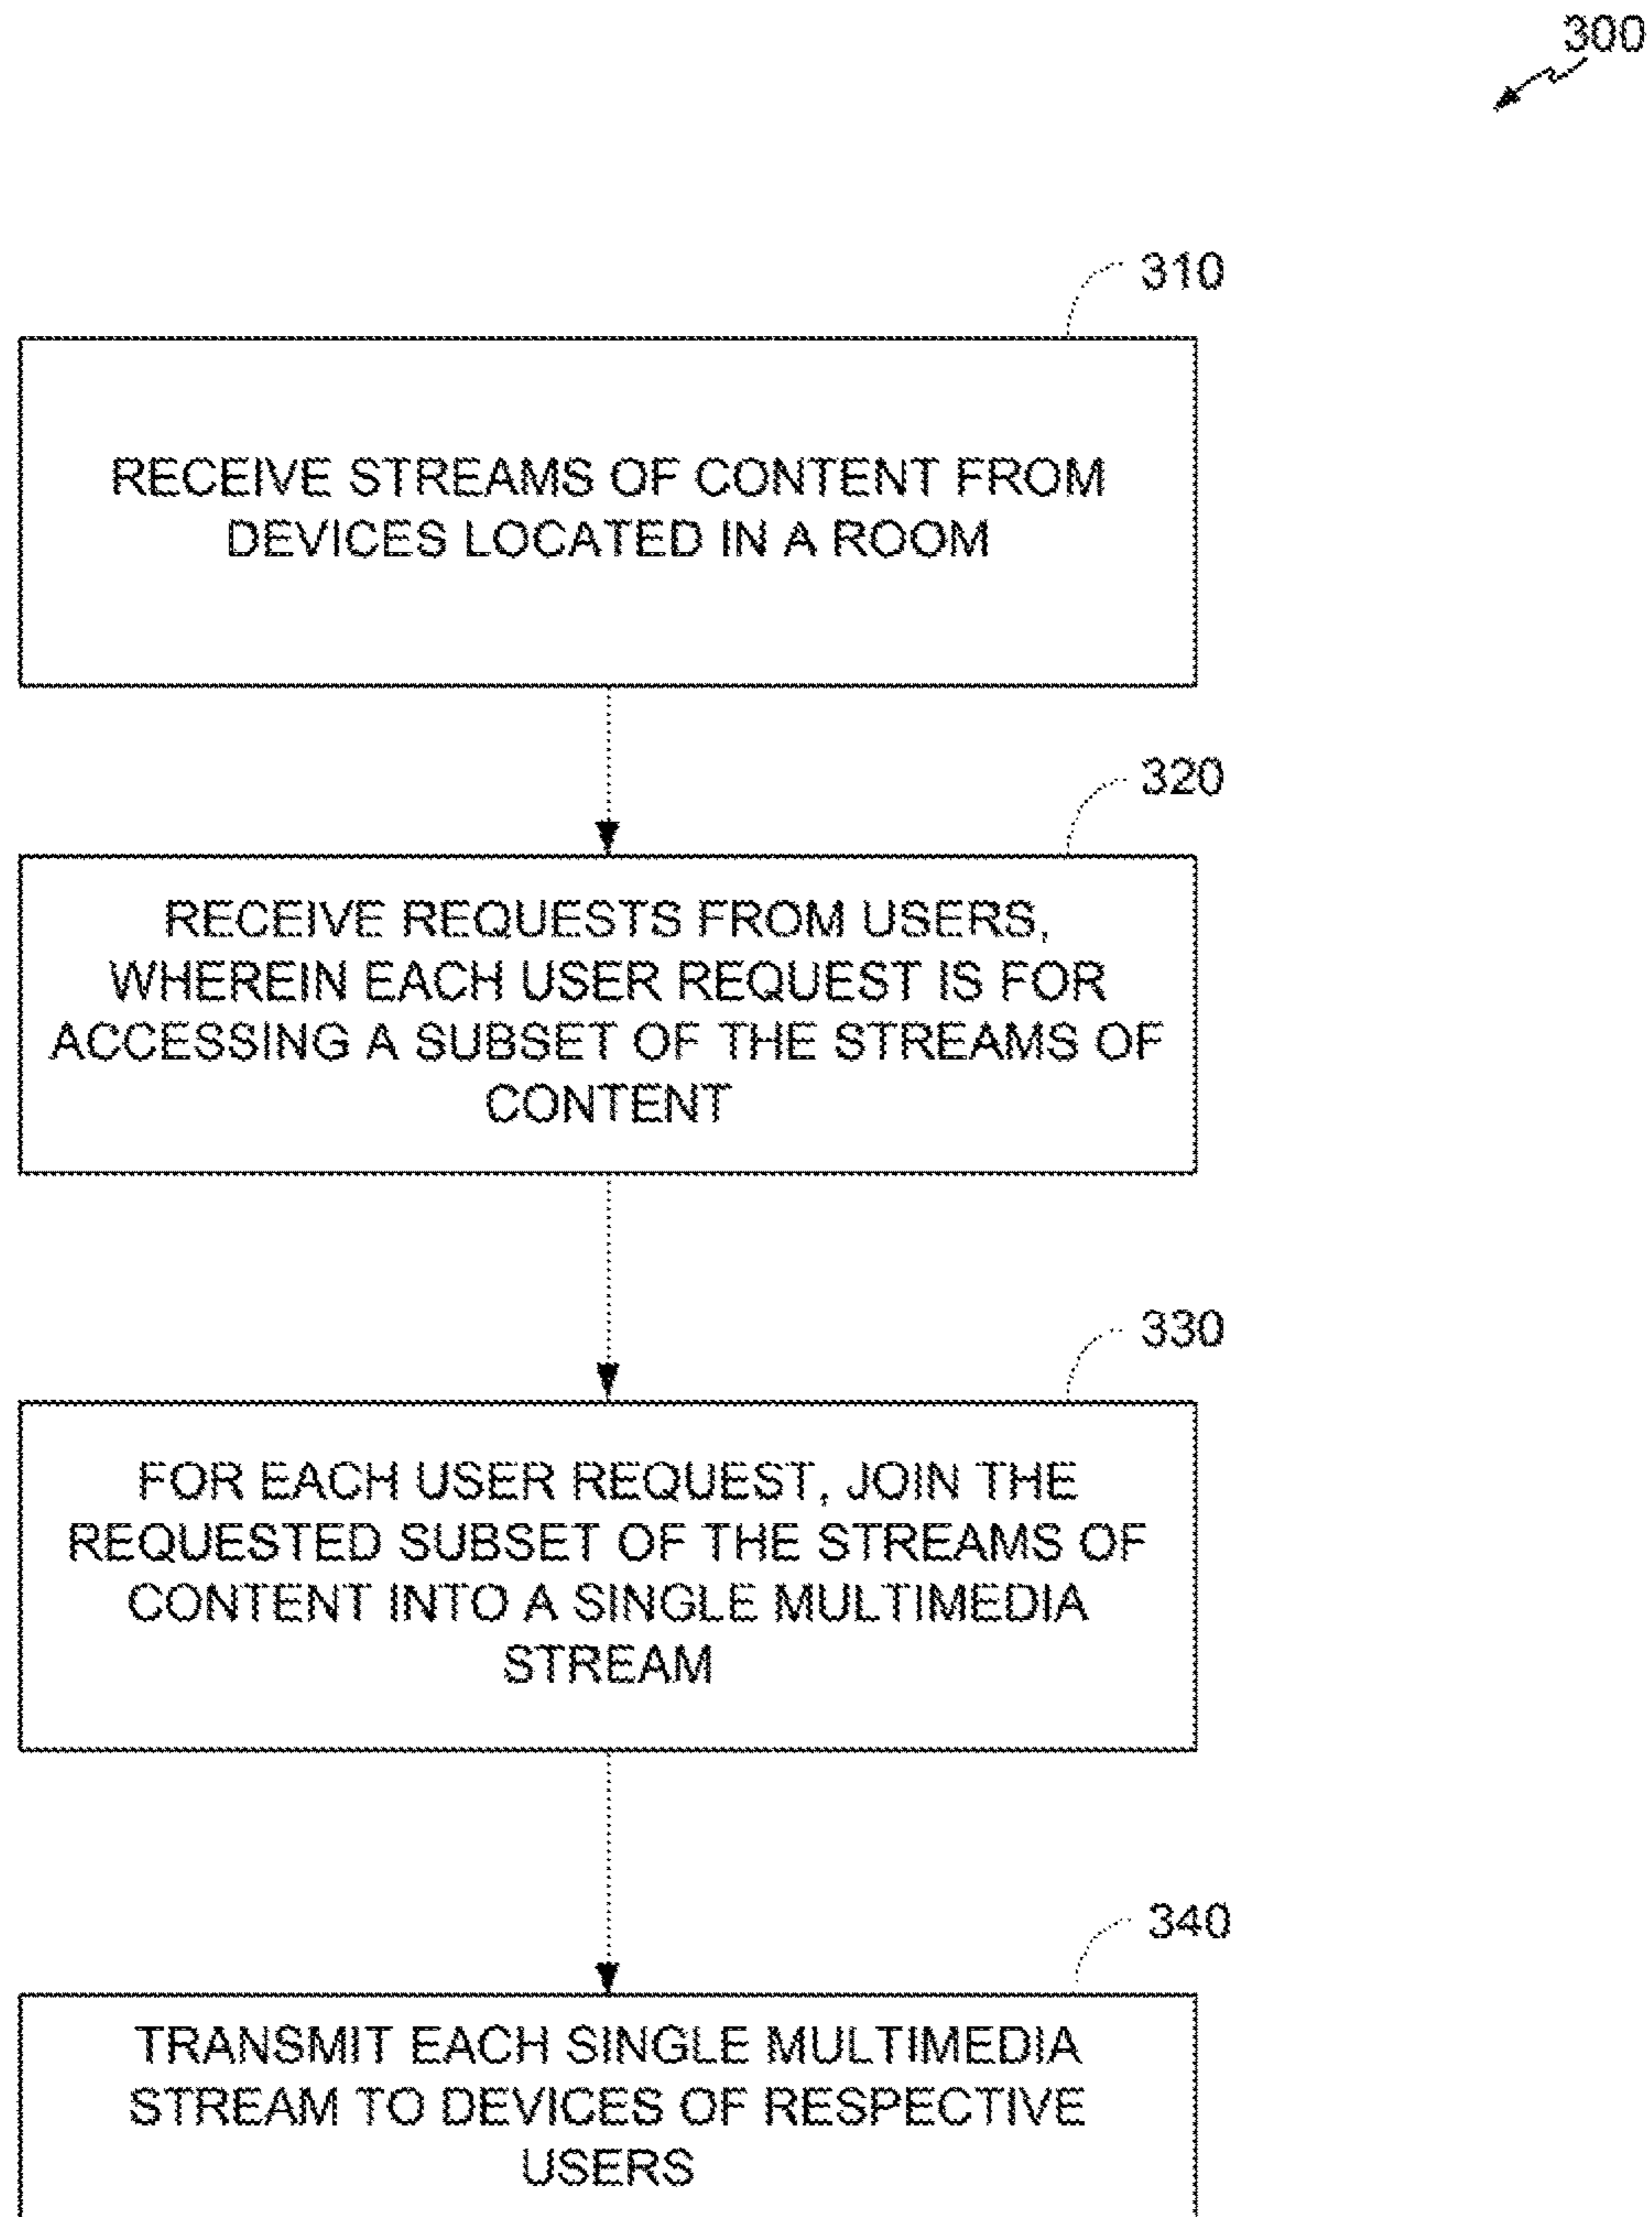 300
310
RECEIVE STREAMS OF CONTENT FROM
DEVICES LOCATED IN A ROOM
320
RECEIVE REQUESTS FROM USERS,
WHEREIN EACH USER REQUEST IS FOR
ACCESSING A SUBSET OF THE STREAMS OF
CONTENT
330
FOR EACH USER REQUEST, JOIN THE
REQUESTED SUBSET OF THE STREAMS OF
CONTENT INTO A SINGLE MULTIMEDIA
STREAM
340
TRANSMIT EACH SINGLE MULTIMEDIA
STREAM TO DEVICES OF RESPECTIVE
USERS